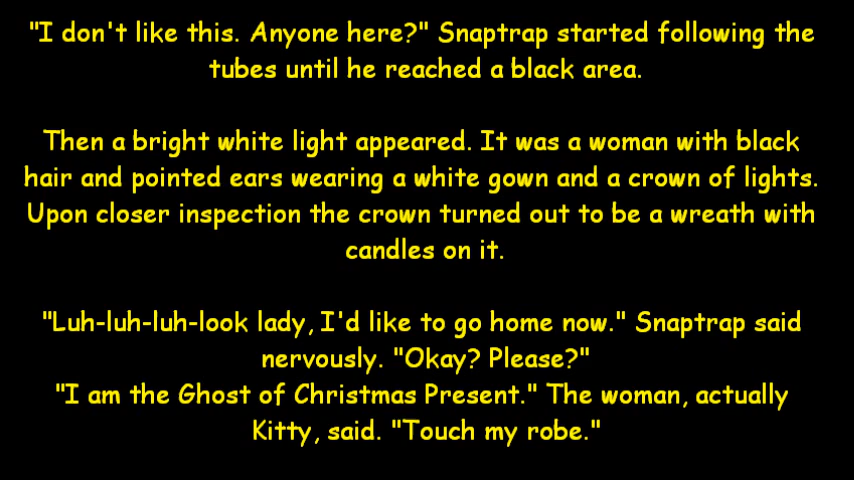 "I don't like this. Anyone here?" Snaptrap started following the
tubes until he reached a black area.
Then a bright white light appeared. It was a woman with black
hair and pointed ears wearing a white gown and a crown of lights.
Upon closer inspection the crown turned out to be a wreath with
candles on it.
"Luh-luh-luh-look lady, I'd like to go home now." Snaptrap said
nervously. "Okay? Please?"
"I am the Ghost of Christmas Present." The woman, actually
Kitty, said. "Touch my robe."